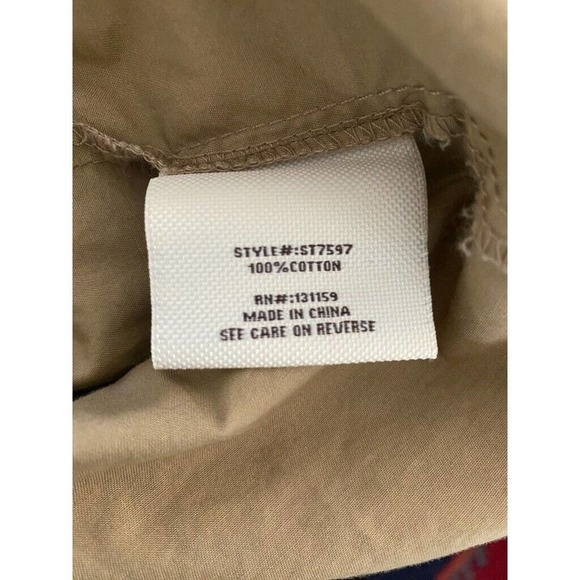 STYLE#:ST7597
100%COTTON
RN#:131159
MADE IN CHINA
SEE CARE ON REVERSE